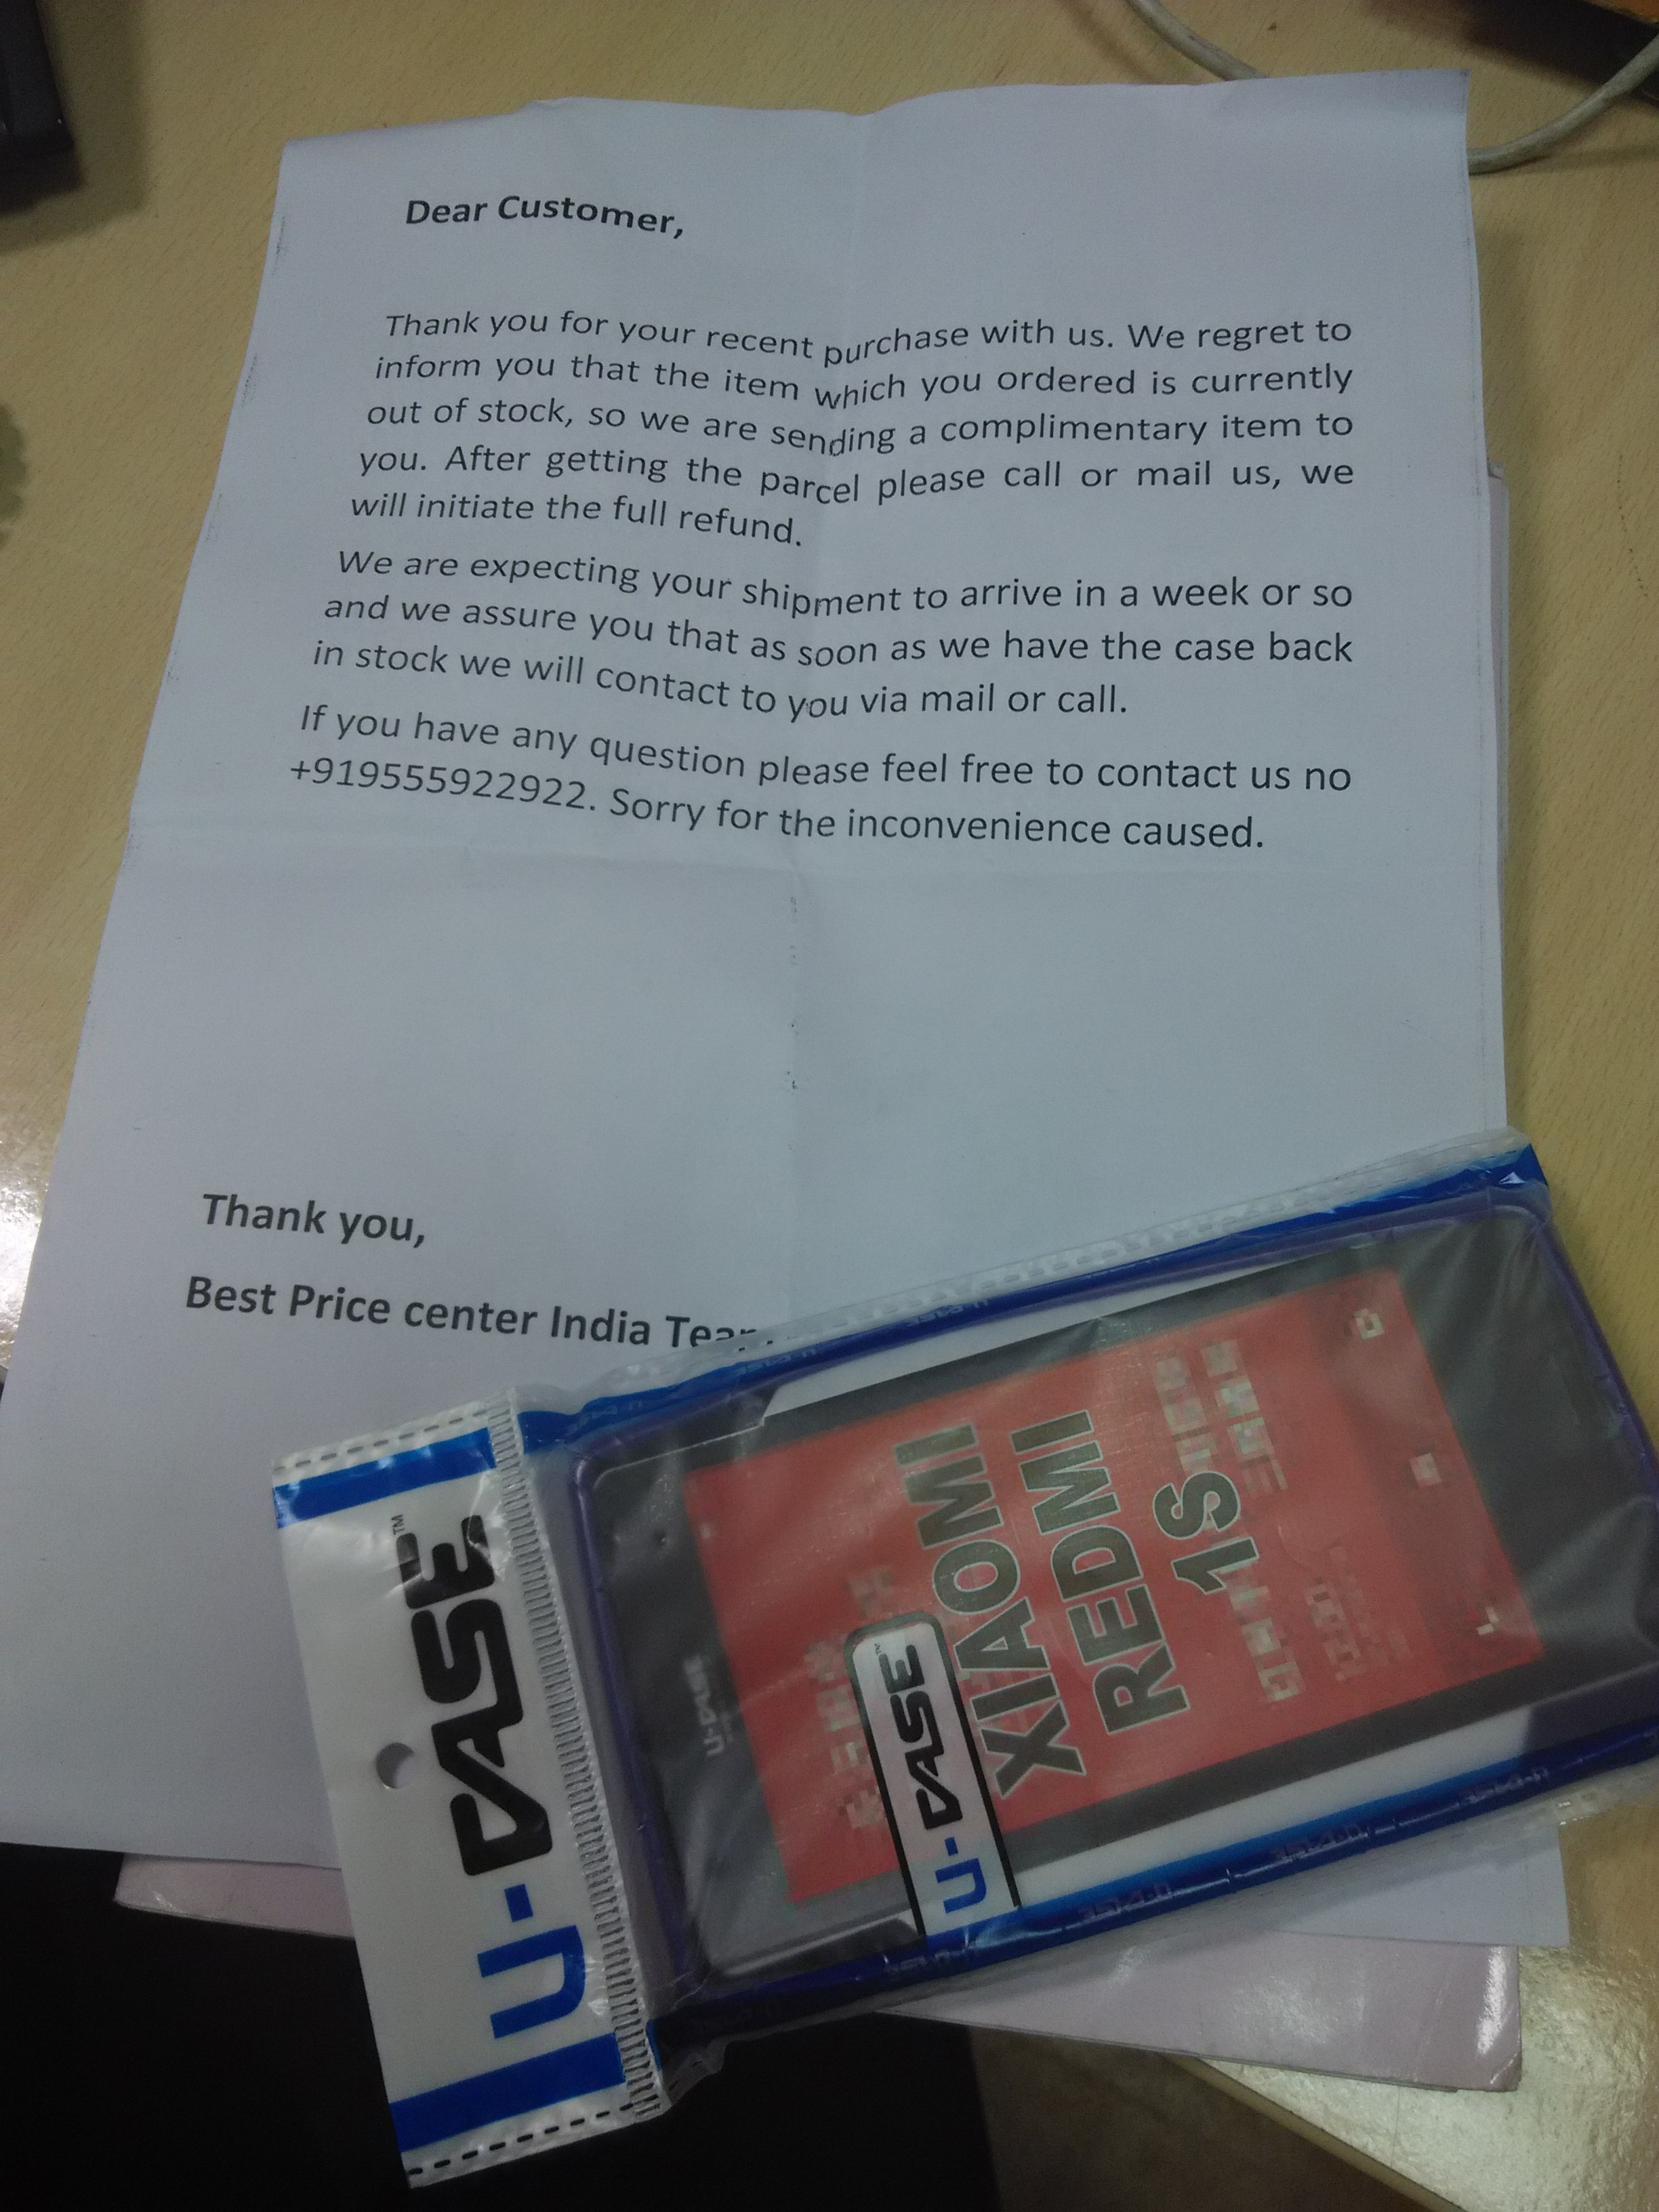 Dear Customer,
Thank you for your recent purchase with us. We regret to
inform you that the item which you ordered is currently
out of stock, so we are sending a complimentary item to
you. After getting the parcel please call or mail us, we
will initiate the full refund.
We are expecting your shipment to arrive in a week or so
and we assure you that as soon as we have the case back
in stock we will contact to you via mail or call.
If you have any question please feel free to contact us no
+919555922922. Sorry for the inconvenience caused.
Thank you,
Best Price center India Team.
U-CASE™
U-CASE
U-CASE™
XIAOMI
REDMI
1S